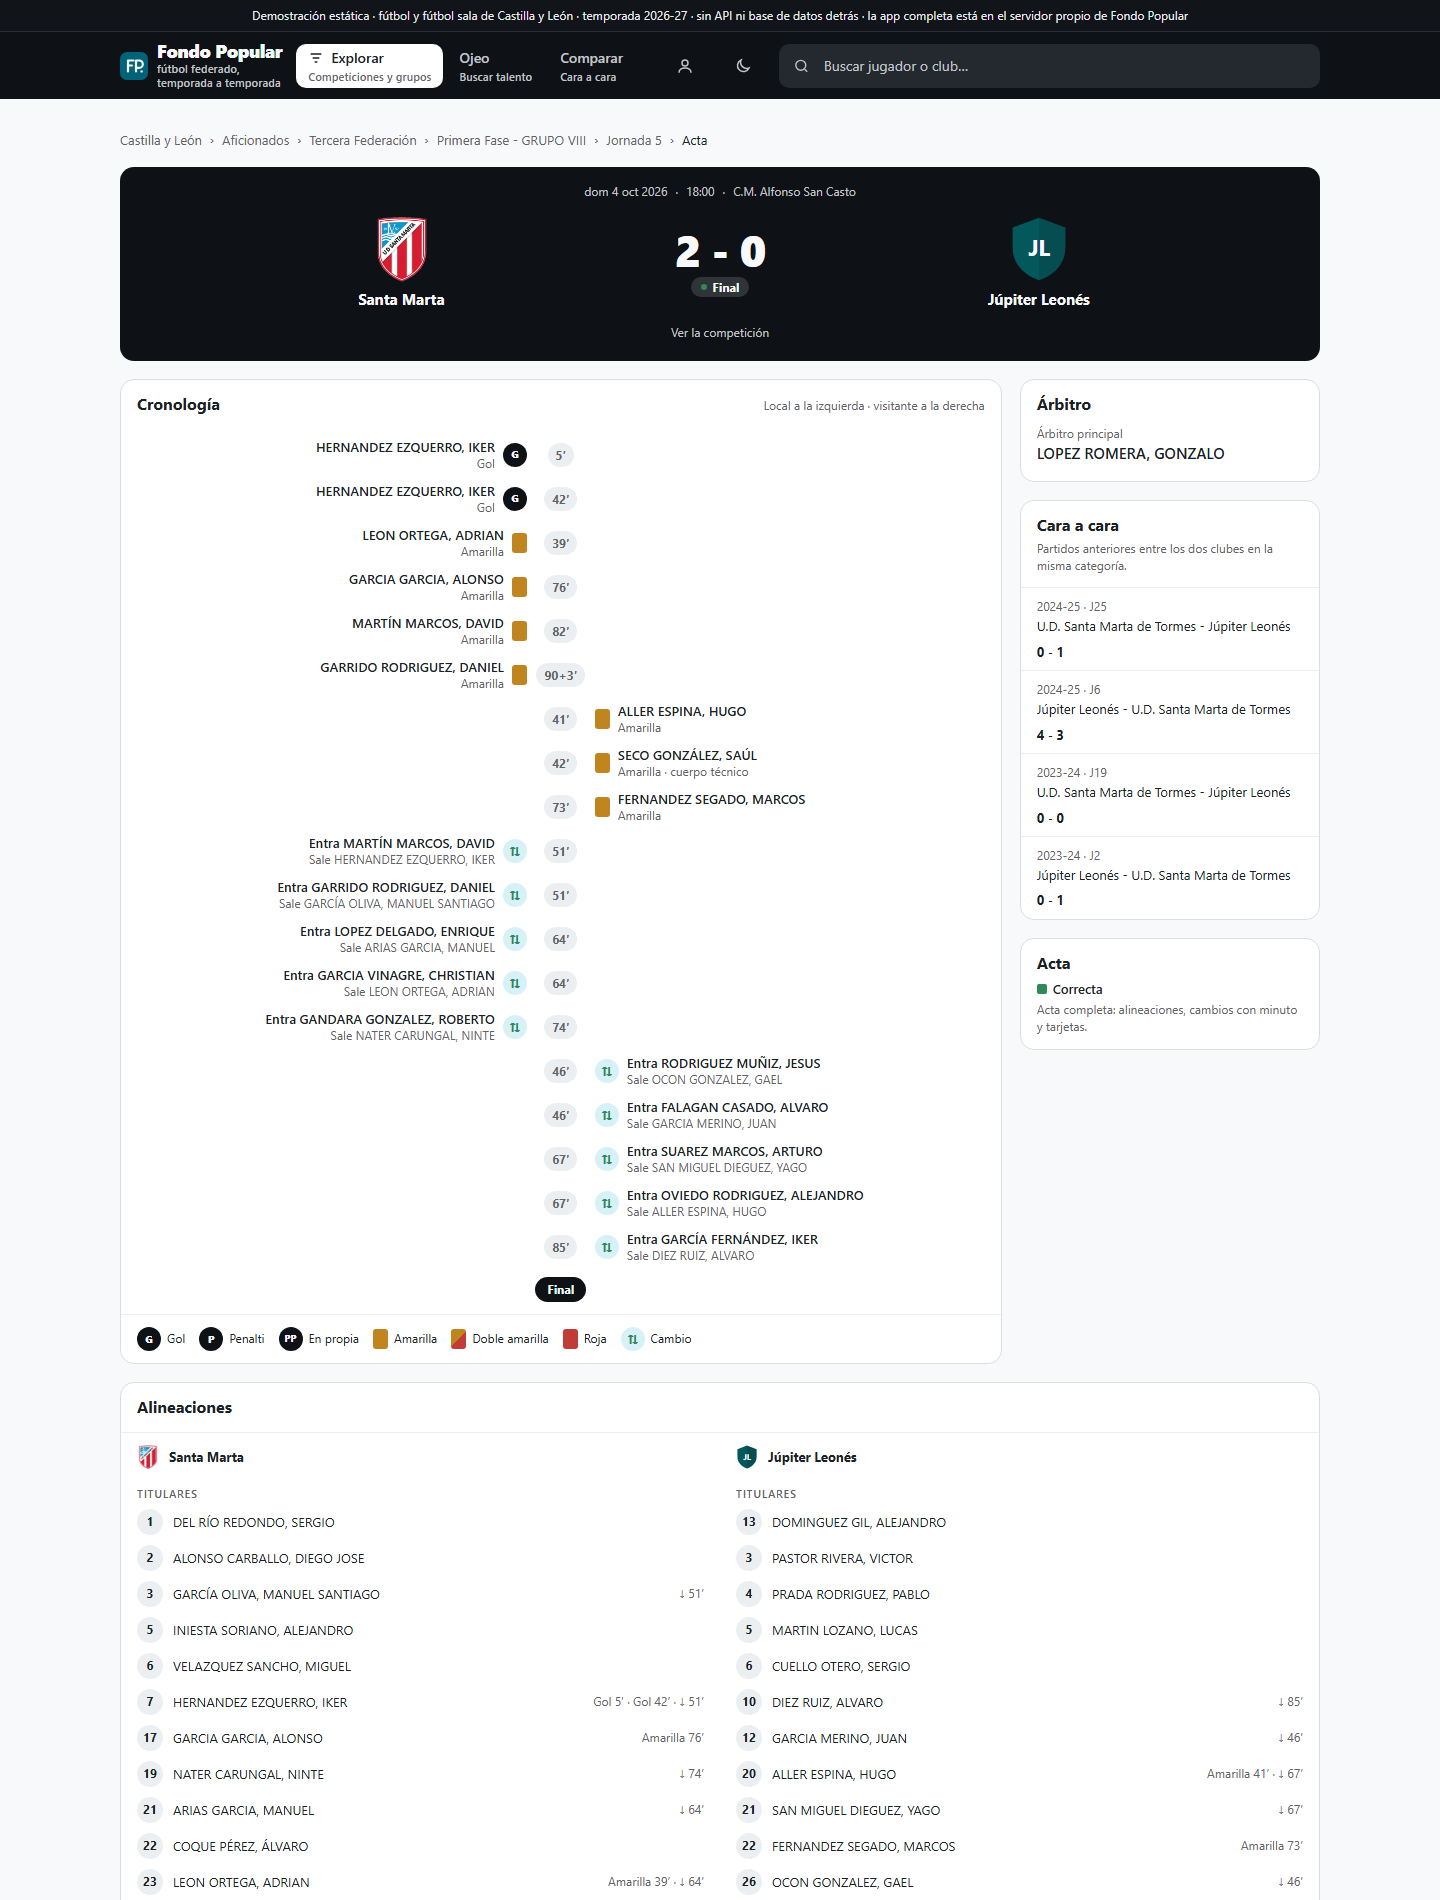 Demostración estática · fútbol y fútbol sala de Castilla y León · temporada 2026-27 · sin API ni base de datos detrás · la app completa está en el servidor propio de Fondo Popular
FP.
Fondo Popular
fútbol federado,
temporada a temporada
Explorar
Competiciones y grupos
Ojeo
Buscar talento
Comparar
Cara a cara
Buscar jugador o club...
Castilla y León › Aficionados › Tercera Federación › Primera Fase - GRUPO VIII › Jornada 5 › Acta
dom 4 oct 2026 · 18:00 · C.M. Alfonso San Casto
U.D. SANTA MARTA
Santa Marta
2 - 0
Final
JL
Júpiter Leonés
Ver la competición
Cronología
Local a la izquierda · visitante a la derecha
HERNANDEZ EZQUERRO, IKER G 5'
Gol
HERNANDEZ EZQUERRO, IKER G 42'
Gol
LEON ORTEGA, ADRIAN 39'
Amarilla
GARCIA GARCIA, ALONSO 76'
Amarilla
MARTÍN MARCOS, DAVID 82'
Amarilla
GARRIDO RODRIGUEZ, DANIEL 90+3'
Amarilla
41' ALLER ESPINA, HUGO
Amarilla
42' SECO GONZÁLEZ, SAÚL
Amarilla · cuerpo técnico
73' FERNANDEZ SEGADO, MARCOS
Amarilla
Entra MARTÍN MARCOS, DAVID 51'
Sale HERNANDEZ EZQUERRO, IKER
Entra GARRIDO RODRIGUEZ, DANIEL 51'
Sale GARCÍA OLIVA, MANUEL SANTIAGO
Entra LOPEZ DELGADO, ENRIQUE 64'
Sale ARIAS GARCIA, MANUEL
Entra GARCIA VINAGRE, CHRISTIAN 64'
Sale LEON ORTEGA, ADRIAN
Entra GANDARA GONZALEZ, ROBERTO 74'
Sale NATER CARUNGAL, NINTE
46' Entra RODRIGUEZ MUÑIZ, JESUS
Sale OCON GONZALEZ, GAEL
46' Entra FALAGAN CASADO, ALVARO
Sale GARCIA MERINO, JUAN
67' Entra SUAREZ MARCOS, ARTURO
Sale SAN MIGUEL DIEGUEZ, YAGO
67' Entra OVIEDO RODRIGUEZ, ALEJANDRO
Sale ALLER ESPINA, HUGO
85' Entra GARCÍA FERNÁNDEZ, IKER
Sale DIEZ RUIZ, ALVARO
Final
G Gol P Penalti PP En propia Amarilla Doble amarilla Roja Cambio
Árbitro
Árbitro principal
LOPEZ ROMERA, GONZALO
Cara a cara
Partidos anteriores entre los dos clubes en la
misma categoría.
2024-25 · J25
U.D. Santa Marta de Tormes - Júpiter Leonés
0 - 1
2024-25 · J6
Júpiter Leonés - U.D. Santa Marta de Tormes
4 - 3
2023-24 · J19
U.D. Santa Marta de Tormes - Júpiter Leonés
0 - 0
2023-24 · J2
Júpiter Leonés - U.D. Santa Marta de Tormes
0 - 1
Acta
Correcta
Acta completa: alineaciones, cambios con minuto
y tarjetas.
Alineaciones
Santa Marta
TITULARES
1 DEL RÍO REDONDO, SERGIO
2 ALONSO CARBALLO, DIEGO JOSE
3 GARCÍA OLIVA, MANUEL SANTIAGO ↓ 51'
5 INIESTA SORIANO, ALEJANDRO
6 VELAZQUEZ SANCHO, MIGUEL
7 HERNANDEZ EZQUERRO, IKER Gol 5' · Gol 42' · ↓ 51'
17 GARCIA GARCIA, ALONSO Amarilla 76'
19 NATER CARUNGAL, NINTE ↓ 74'
21 ARIAS GARCIA, MANUEL ↓ 64'
22 COQUE PÉREZ, ÁLVARO
23 LEON ORTEGA, ADRIAN Amarilla 39' · ↓ 64'
JL
Júpiter Leonés
TITULARES
13 DOMINGUEZ GIL, ALEJANDRO
3 PASTOR RIVERA, VICTOR
4 PRADA RODRIGUEZ, PABLO
5 MARTIN LOZANO, LUCAS
6 CUELLO OTERO, SERGIO
10 DIEZ RUIZ, ALVARO ↓ 85'
12 GARCIA MERINO, JUAN ↓ 46'
20 ALLER ESPINA, HUGO Amarilla 41' · ↓ 67'
21 SAN MIGUEL DIEGUEZ, YAGO ↓ 67'
22 FERNANDEZ SEGADO, MARCOS Amarilla 73'
26 OCON GONZALEZ, GAEL ↓ 46'